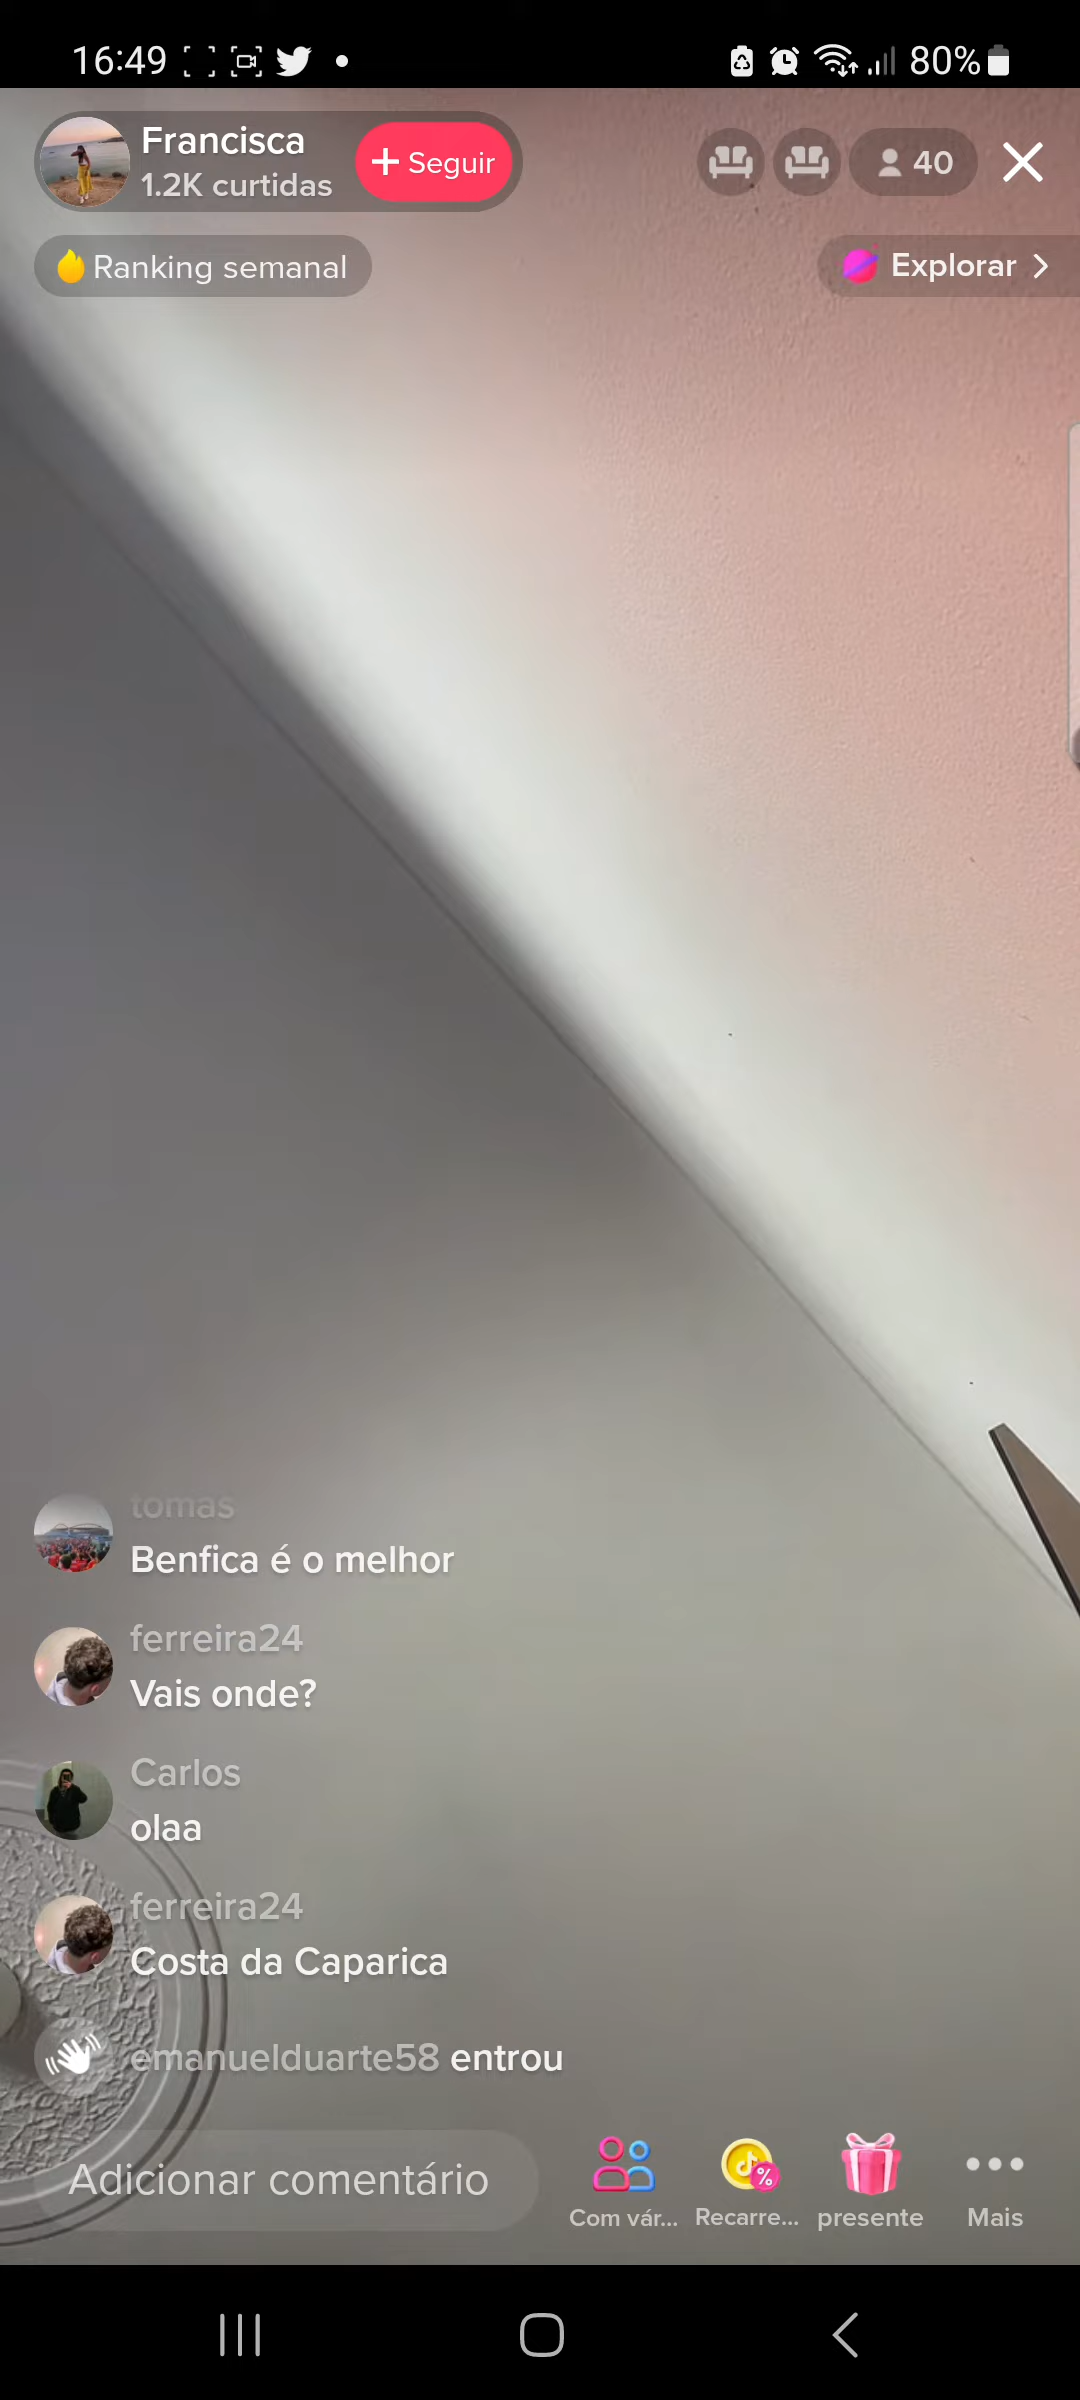 16:49
80%
Francisca
1.2K curtidas
+ Seguir
40
Ranking semanal
Explorar >
tomas
Benfica é o melhor
ferreira24
Vais onde?
Carlos
olaa
ferreira24
Costa da Caparica
emanuelduarte58 entrou
Adicionar comentário
Com vár...
Recarre...
presente
Mais